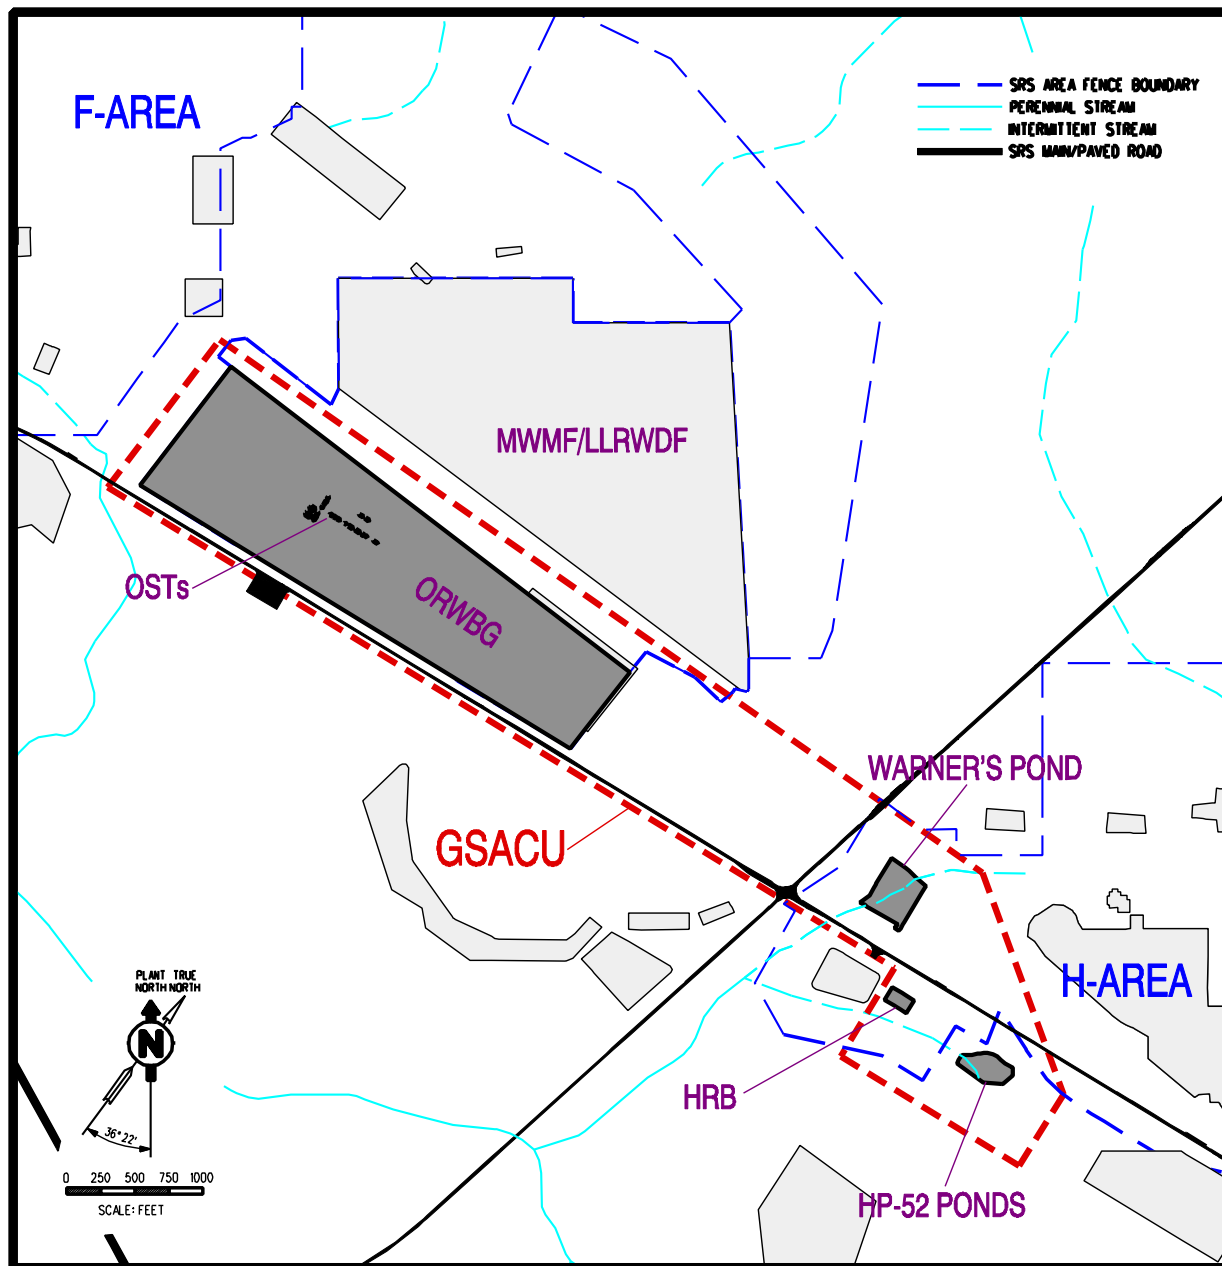 F-AREA
SRS AREA FENCE BOUNDARY
PERENNIAL STREAM
INTERMITTENT STREAM
SRS MAIN/PAVED ROAD
MWMF/LLRWDF
OSTs
ORWBG
WARNER'S POND
GSACU
H-AREA
PLANT TRUE
NORTH NORTH
N
HRB
36° 22'
0 250 500 750 1000
SCALE: FEET
HP-52 PONDS